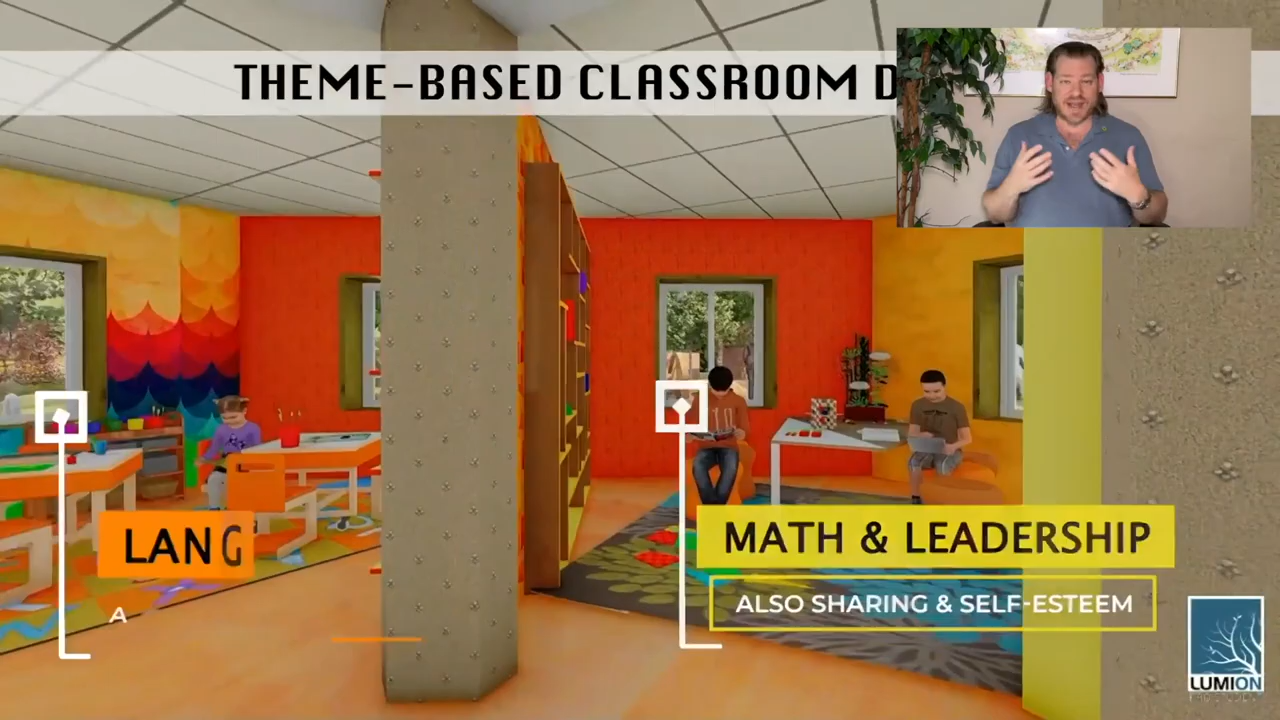 THEME-BASED CLASSROOM D
LANG
A
MATH & LEADERSHIP
ALSO SHARING & SELF-ESTEEM
LUMION